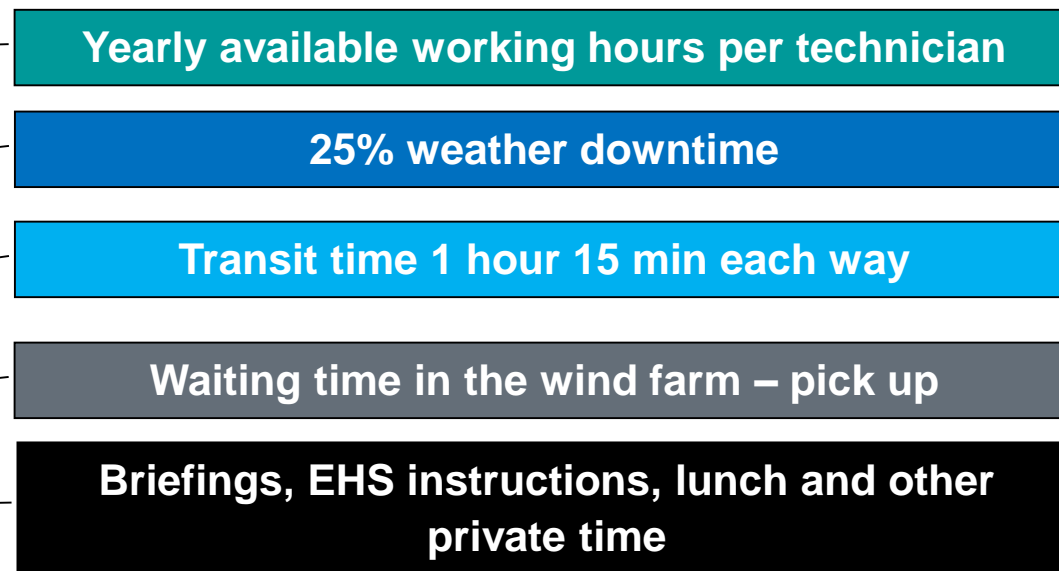 Yearly available working hours per technician
25% weather downtime
Transit time 1 hour 15 min each way
Waiting time in the wind farm – pick up
Briefings, EHS instructions, lunch and other
private time